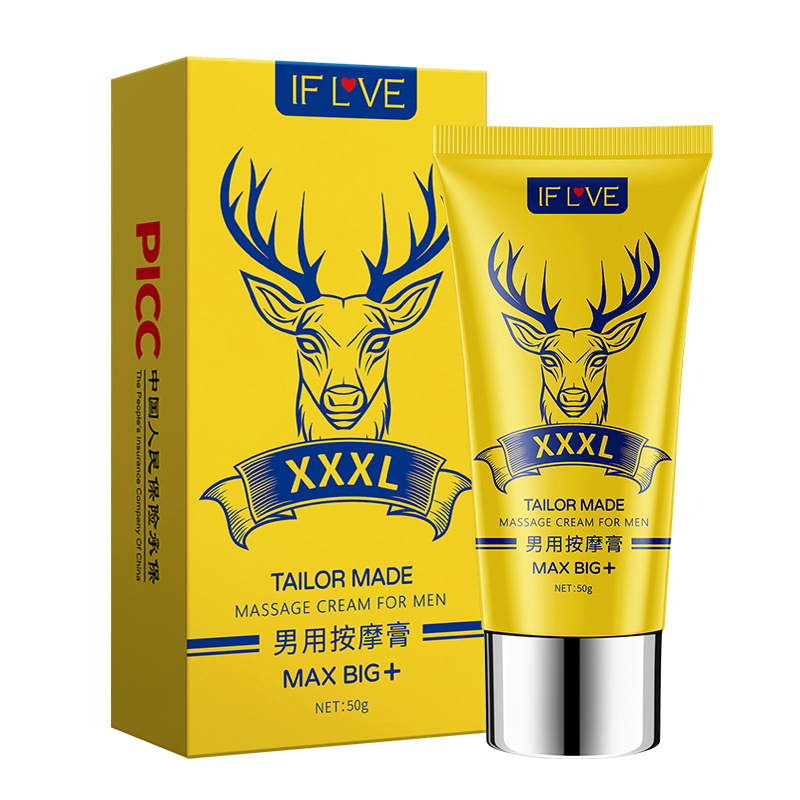 IF LOVE
XXXL
TAILOR MADE
MASSAGE CREAM FOR MEN
男用按摩膏
MAX BIG+
NET:50g
PICC 中国人民保险承保
The People's Insurance Company Of China
IF LOVE
XXXL
TAILOR MADE
MASSAGE CREAM FOR MEN
男用按摩膏
MAX BIG+
NET:50g